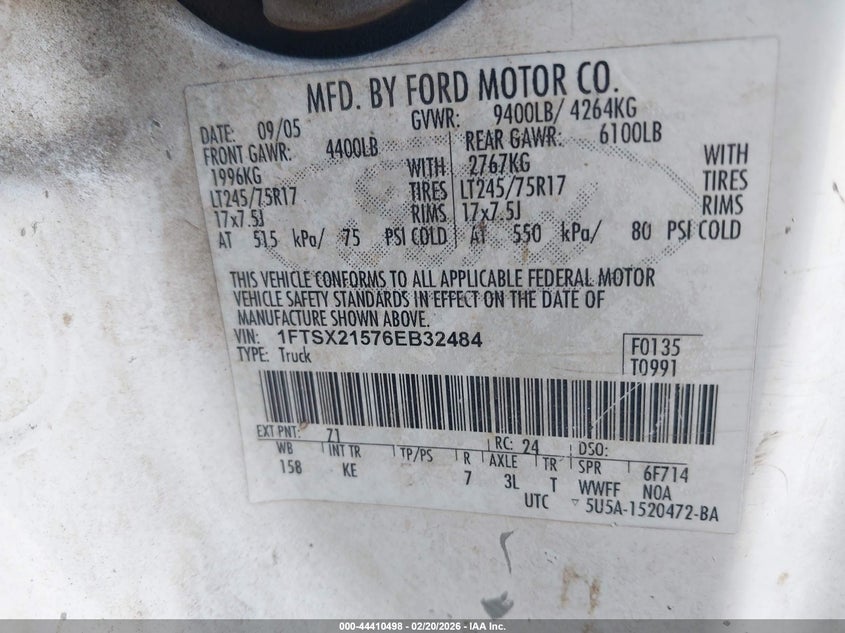 MFD. BY FORD MOTOR CO.
DATE: 09/05 GVWR: 9400LB/ 4264KG
FRONT GAWR: 4400LB REAR GAWR: 6100LB
1996KG WITH 2767KG WITH
LT245/75R17 TIRES LT245/75R17 TIRES
17x7.5J RIMS 17x7.5J RIMS
AT 515 kPa/ 75 PSI COLD AT 550 kPa/ 80 PSI COLD
THIS VEHICLE CONFORMS TO ALL APPLICABLE FEDERAL MOTOR
VEHICLE SAFETY STANDARDS IN EFFECT ON THE DATE OF
MANUFACTURE SHOWN ABOVE.
VIN: 1FTSX21576EB32484
TYPE: Truck
F0135
T0991
EXT PNT: Z1 RC: 24 DSO:
WB INT TR TP/PS R AXLE TR SPR 6F714
158 KE 7 3L T WWFF NOA
UTC ▽ 5U5A-1520472-BA
000-44410498 - 02/20/2026 - IAA Inc.